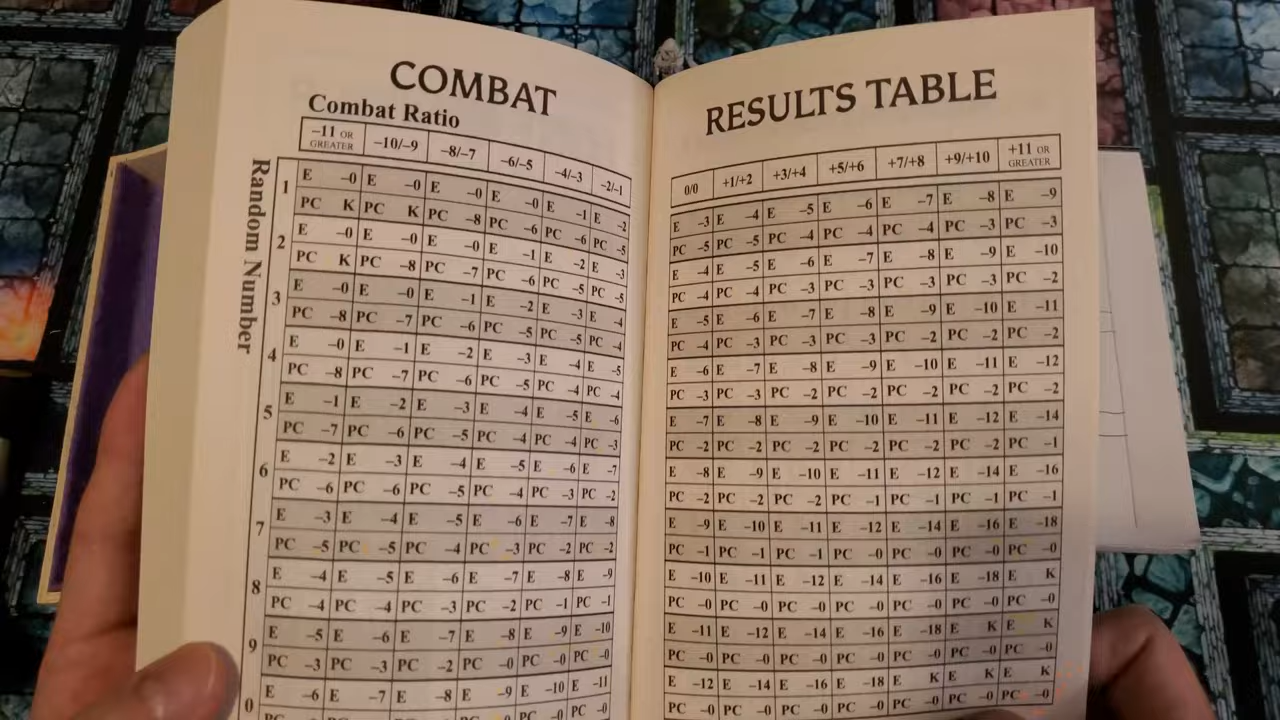 COMBAT
Combat Ratio
–11 OR GREATER –10/–9 –8/–7 –6/–5 –4/–3 –2/–1
Random Number
1 E –0 E –0 E –0 E –0 E –1 E –2
PC K PC K PC –8 PC –6 PC –6 PC –5
2 E –0 E –0 E –0 E –1 E –2 E –3
PC K PC –8 PC –7 PC –6 PC –5 PC –5
3 E –0 E –0 E –1 E –2 E –3 E –4
PC –8 PC –7 PC –6 PC –5 PC –5 PC –4
4 E –0 E –1 E –2 E –3 E –4 E –5
PC –8 PC –7 PC –6 PC –5 PC –4 PC –4
5 E –1 E –2 E –3 E –4 E –5 E –6
PC –7 PC –6 PC –5 PC –4 PC –4 PC –3
6 E –2 E –3 E –4 E –5 E –6 E –7
PC –6 PC –6 PC –5 PC –4 PC –3 PC –2
7 E –3 E –4 E –5 E –6 E –7 E –8
PC –5 PC –5 PC –4 PC –3 PC –2 PC –2
8 E –4 E –5 E –6 E –7 E –8 E –9
PC –4 PC –4 PC –3 PC –2 PC –1 PC –1
9 E –5 E –6 E –7 E –8 E –9 E –10
PC –3 PC –3 PC –2 PC –0 PC –0 PC –0
0 E –6 E –7 E –8 E –9 E –10 E –11
RESULTS TABLE
0/0 +1/+2 +3/+4 +5/+6 +7/+8 +9/+10 +11 OR GREATER
E –3 E –4 E –5 E –6 E –7 E –8 E –9
PC –5 PC –5 PC –4 PC –4 PC –4 PC –3 PC –3
E –4 E –5 E –6 E –7 E –8 E –9 E –10
PC –4 PC –4 PC –3 PC –3 PC –3 PC –3 PC –2
E –5 E –6 E –7 E –8 E –9 E –10 E –11
PC –4 PC –3 PC –3 PC –3 PC –2 PC –2 PC –2
E –6 E –7 E –8 E –9 E –10 E –11 E –12
PC –3 PC –3 PC –2 PC –2 PC –2 PC –2 PC –2
E –7 E –8 E –9 E –10 E –11 E –12 E –14
PC –2 PC –2 PC –2 PC –2 PC –2 PC –2 PC –1
E –8 E –9 E –10 E –11 E –12 E –14 E –16
PC –2 PC –2 PC –2 PC –1 PC –1 PC –1 PC –1
E –9 E –10 E –11 E –12 E –14 E –16 E –18
PC –1 PC –1 PC –1 PC –0 PC –0 PC –0 PC –0
E –10 E –11 E –12 E –14 E –16 E –18 E K
PC –0 PC –0 PC –0 PC –0 PC –0 PC –0 PC –0
E –11 E –12 E –14 E –16 E –18 E K E K
PC –0 PC –0 PC –0 PC –0 PC –0 PC –0 PC –0
E –12 E –14 E –16 E –18 E K E K E K
PC –0 PC –0 PC –0 PC –0 PC –0 PC –0 PC –0